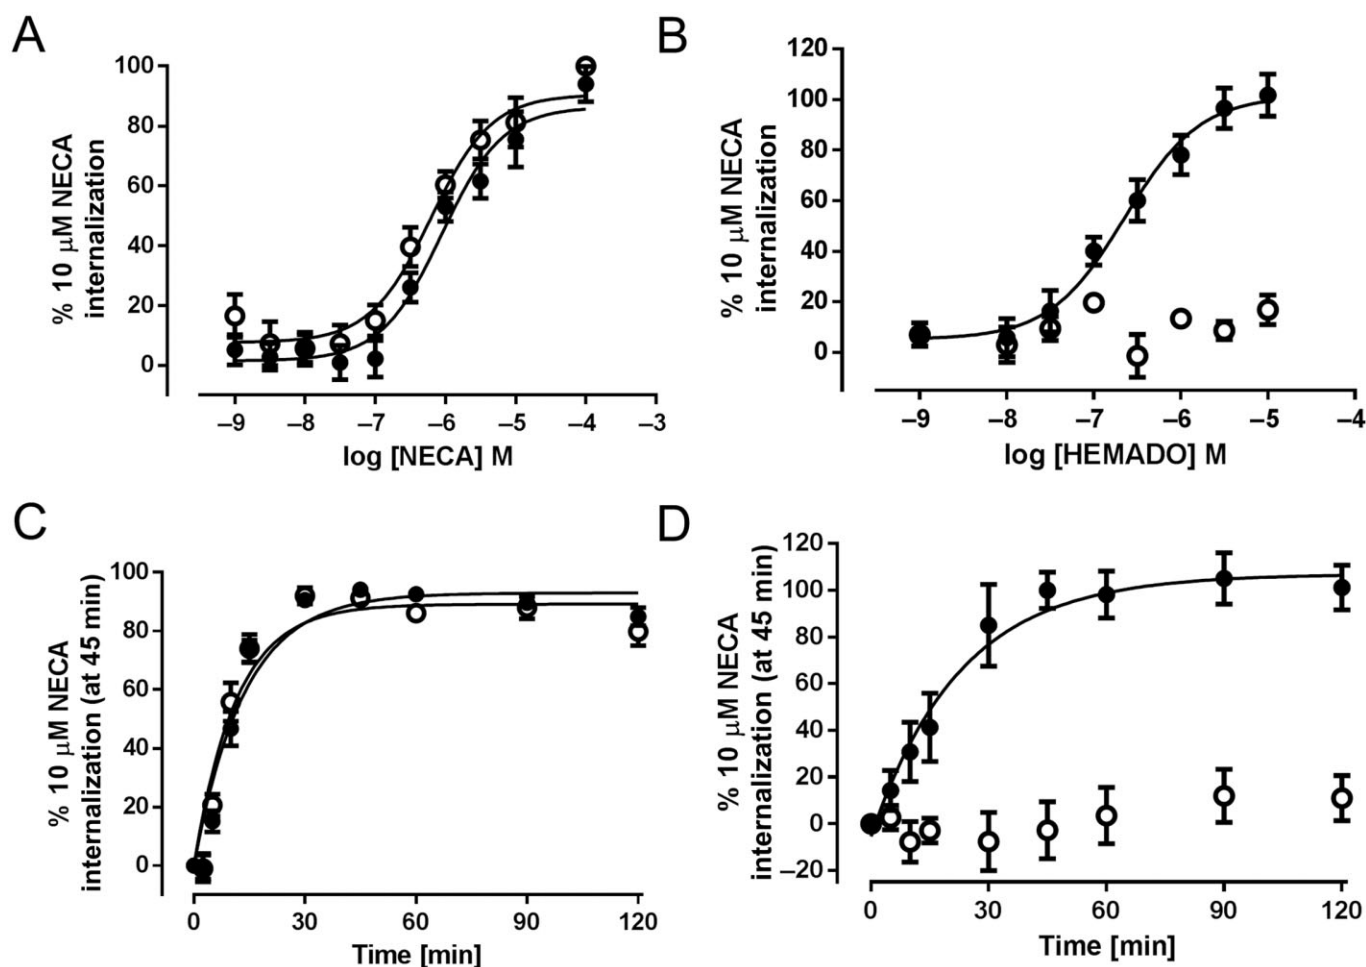 A
% 10 μM NECA
internalization
100
80
60
40
20
0
–9 –8 –7 –6 –5 –4 –3
log [NECA] M
B
% 10 μM NECA
internalization
120
100
80
60
40
20
0
–9 –8 –7 –6 –5 –4
log [HEMADO] M
C
% 10 μM NECA
internalization (at 45 min)
100
80
60
40
20
0
0 30 60 90 120
Time [min]
D
% 10 μM NECA
internalization (at 45 min)
120
100
80
60
40
20
0
–20
0 30 60 90 120
Time [min]